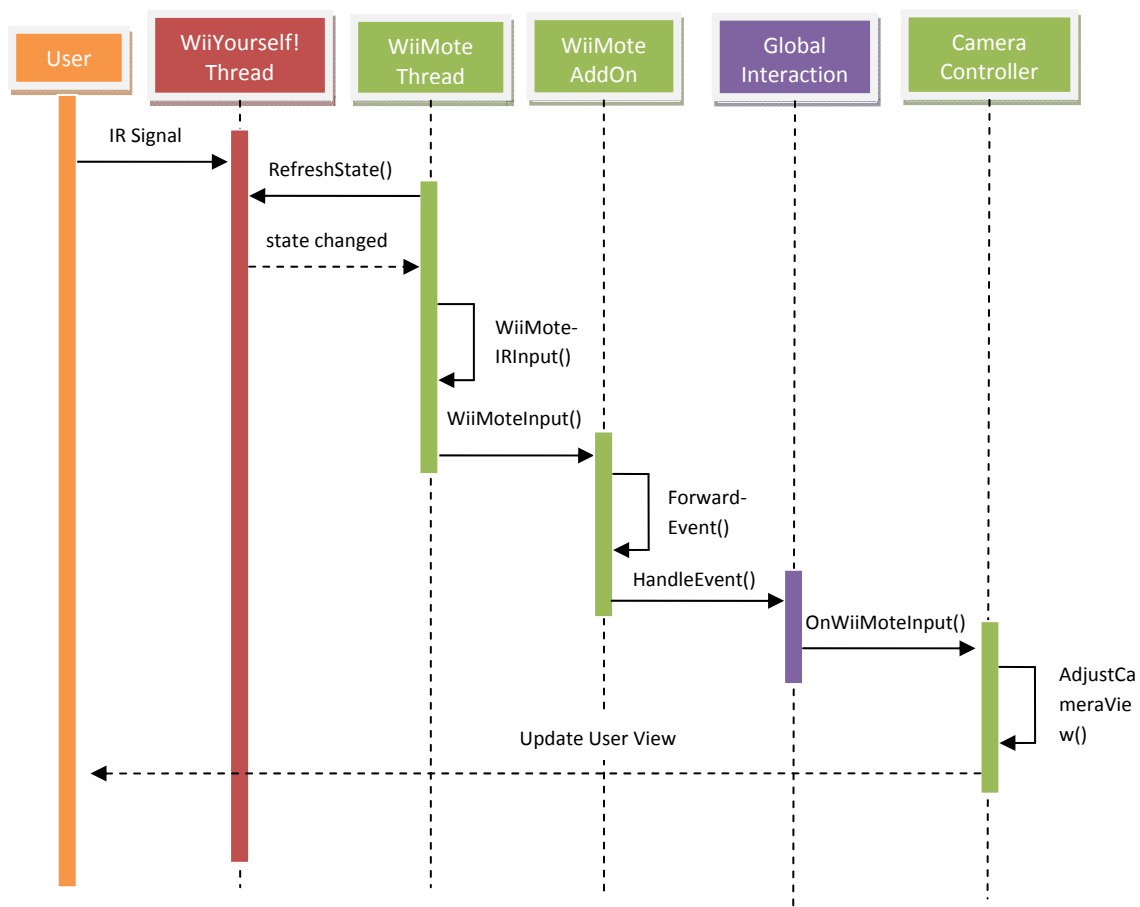 User
WiiYourself!
Thread
WiiMote
Thread
WiiMote
AddOn
Global
Interaction
Camera
Controller
IR Signal
RefreshState()
state changed
WiiMote-
IRInput()
WiiMoteInput()
Forward-
Event()
HandleEvent()
OnWiiMoteInput()
AdjustCa
meraVie
w()
Update User View